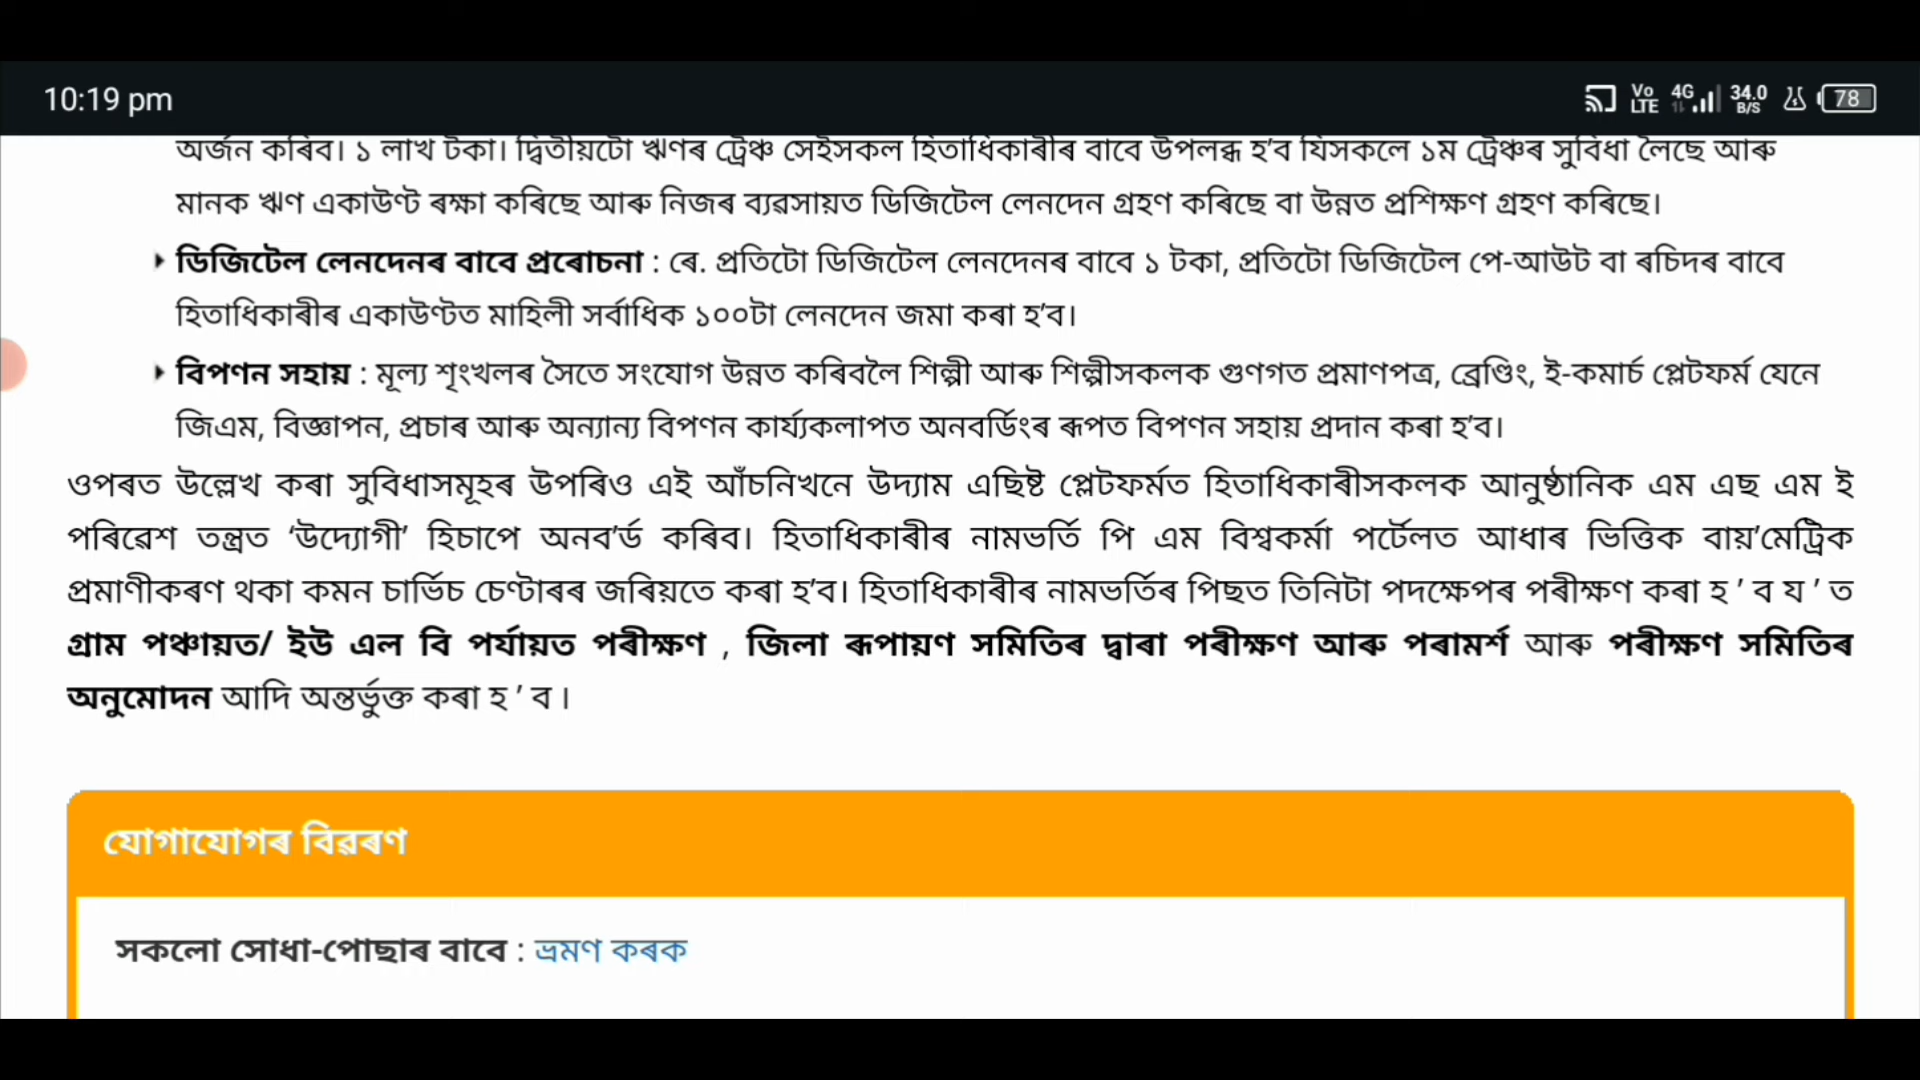 10:19 pm
Vo LTE 4G 34.0 B/S 78
অৰ্জন কৰিব। ১ লাখ টকা। দ্বিতীয়টো ঋণৰ ট্ৰেঞ্চ সেইসকল হিতাধিকাৰীৰ বাবে উপলব্ধ হ’ব যিসকলে ১ম ট্ৰেঞ্চৰ সুবিধা লৈছে আৰু
মানক ঋণ একাউণ্ট ৰক্ষা কৰিছে আৰু নিজৰ ব্যৱসায়ত ডিজিটেল লেনদেন গ্ৰহণ কৰিছে বা উন্নত প্ৰশিক্ষণ গ্ৰহণ কৰিছে।
ডিজিটেল লেনদেনৰ বাবে প্ৰৰোচনা : ৰে. প্ৰতিটো ডিজিটেল লেনদেনৰ বাবে ১ টকা, প্ৰতিটো ডিজিটেল পে-আউট বা ৰচিদৰ বাবে
হিতাধিকাৰীৰ একাউণ্টত মাহিলী সৰ্বাধিক ১০০টা লেনদেন জমা কৰা হ’ব।
বিপণন সহায় : মূল্য শৃংখলৰ সৈতে সংযোগ উন্নত কৰিবলৈ শিল্পী আৰু শিল্পীসকলক গুণগত প্ৰমাণপত্ৰ, ব্ৰেণ্ডিং, ই-কমাৰ্চ প্লেটফৰ্ম যেনে
জিএম, বিজ্ঞাপন, প্ৰচাৰ আৰু অন্যান্য বিপণন কাৰ্য্যকলাপত অনবৰ্ডিংৰ ৰূপত বিপণন সহায় প্ৰদান কৰা হ’ব।
ওপৰত উল্লেখ কৰা সুবিধাসমূহৰ উপৰিও এই আঁচনিখনে উদ্যাম এছিষ্ট প্লেটফৰ্মত হিতাধিকাৰীসকলক আনুষ্ঠানিক এম এছ এম ই
পৰিৱেশ তন্ত্ৰত ‘উদ্যোগী’ হিচাপে অনব’ৰ্ড কৰিব। হিতাধিকাৰীৰ নামভৰ্তি পি এম বিশ্বকৰ্মা পৰ্টেলত আধাৰ ভিত্তিক বায়’মেট্ৰিক
প্ৰমাণীকৰণ থকা কমন চাৰ্ভিচ চেণ্টাৰৰ জৰিয়তে কৰা হ’ব। হিতাধিকাৰীৰ নামভৰ্তিৰ পিছত তিনিটা পদক্ষেপৰ পৰীক্ষণ কৰা হ ’ ব য ’ ত
গ্ৰাম পঞ্চায়ত/ ইউ এল বি পৰ্যায়ত পৰীক্ষণ , জিলা ৰূপায়ণ সমিতিৰ দ্বাৰা পৰীক্ষণ আৰু পৰামৰ্শ আৰু পৰীক্ষণ সমিতিৰ
অনুমোদন আদি অন্তৰ্ভুক্ত কৰা হ ’ ব ।
যোগাযোগৰ বিৱৰণ
সকলো সোধা-পোছাৰ বাবে : ভ্ৰমণ কৰক